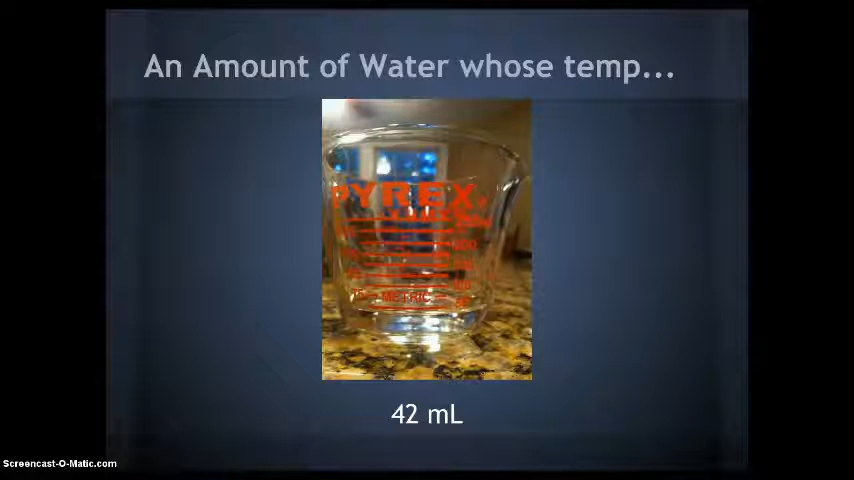 An Amount of Water whose temp...
PYREX
METRIC
42 mL
Screencast-O-Matic.com